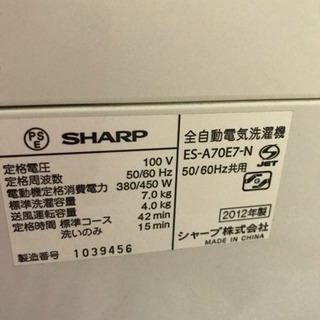 PS
E
SHARP
全自動電気洗濯機
ES-A70E7-N
50/60Hz共用
S
JET
定格電圧 100 V
定格周波数 50/60 Hz
電動機定格消費電力 380/450 W
標準洗濯容量 7.0 kg
送風運転容量 4.0 kg
定格時間 標準コース 42 min
洗いのみ 15 min
製造番号 1039456
2012年製
シャープ株式会社
MADE IN CHINA